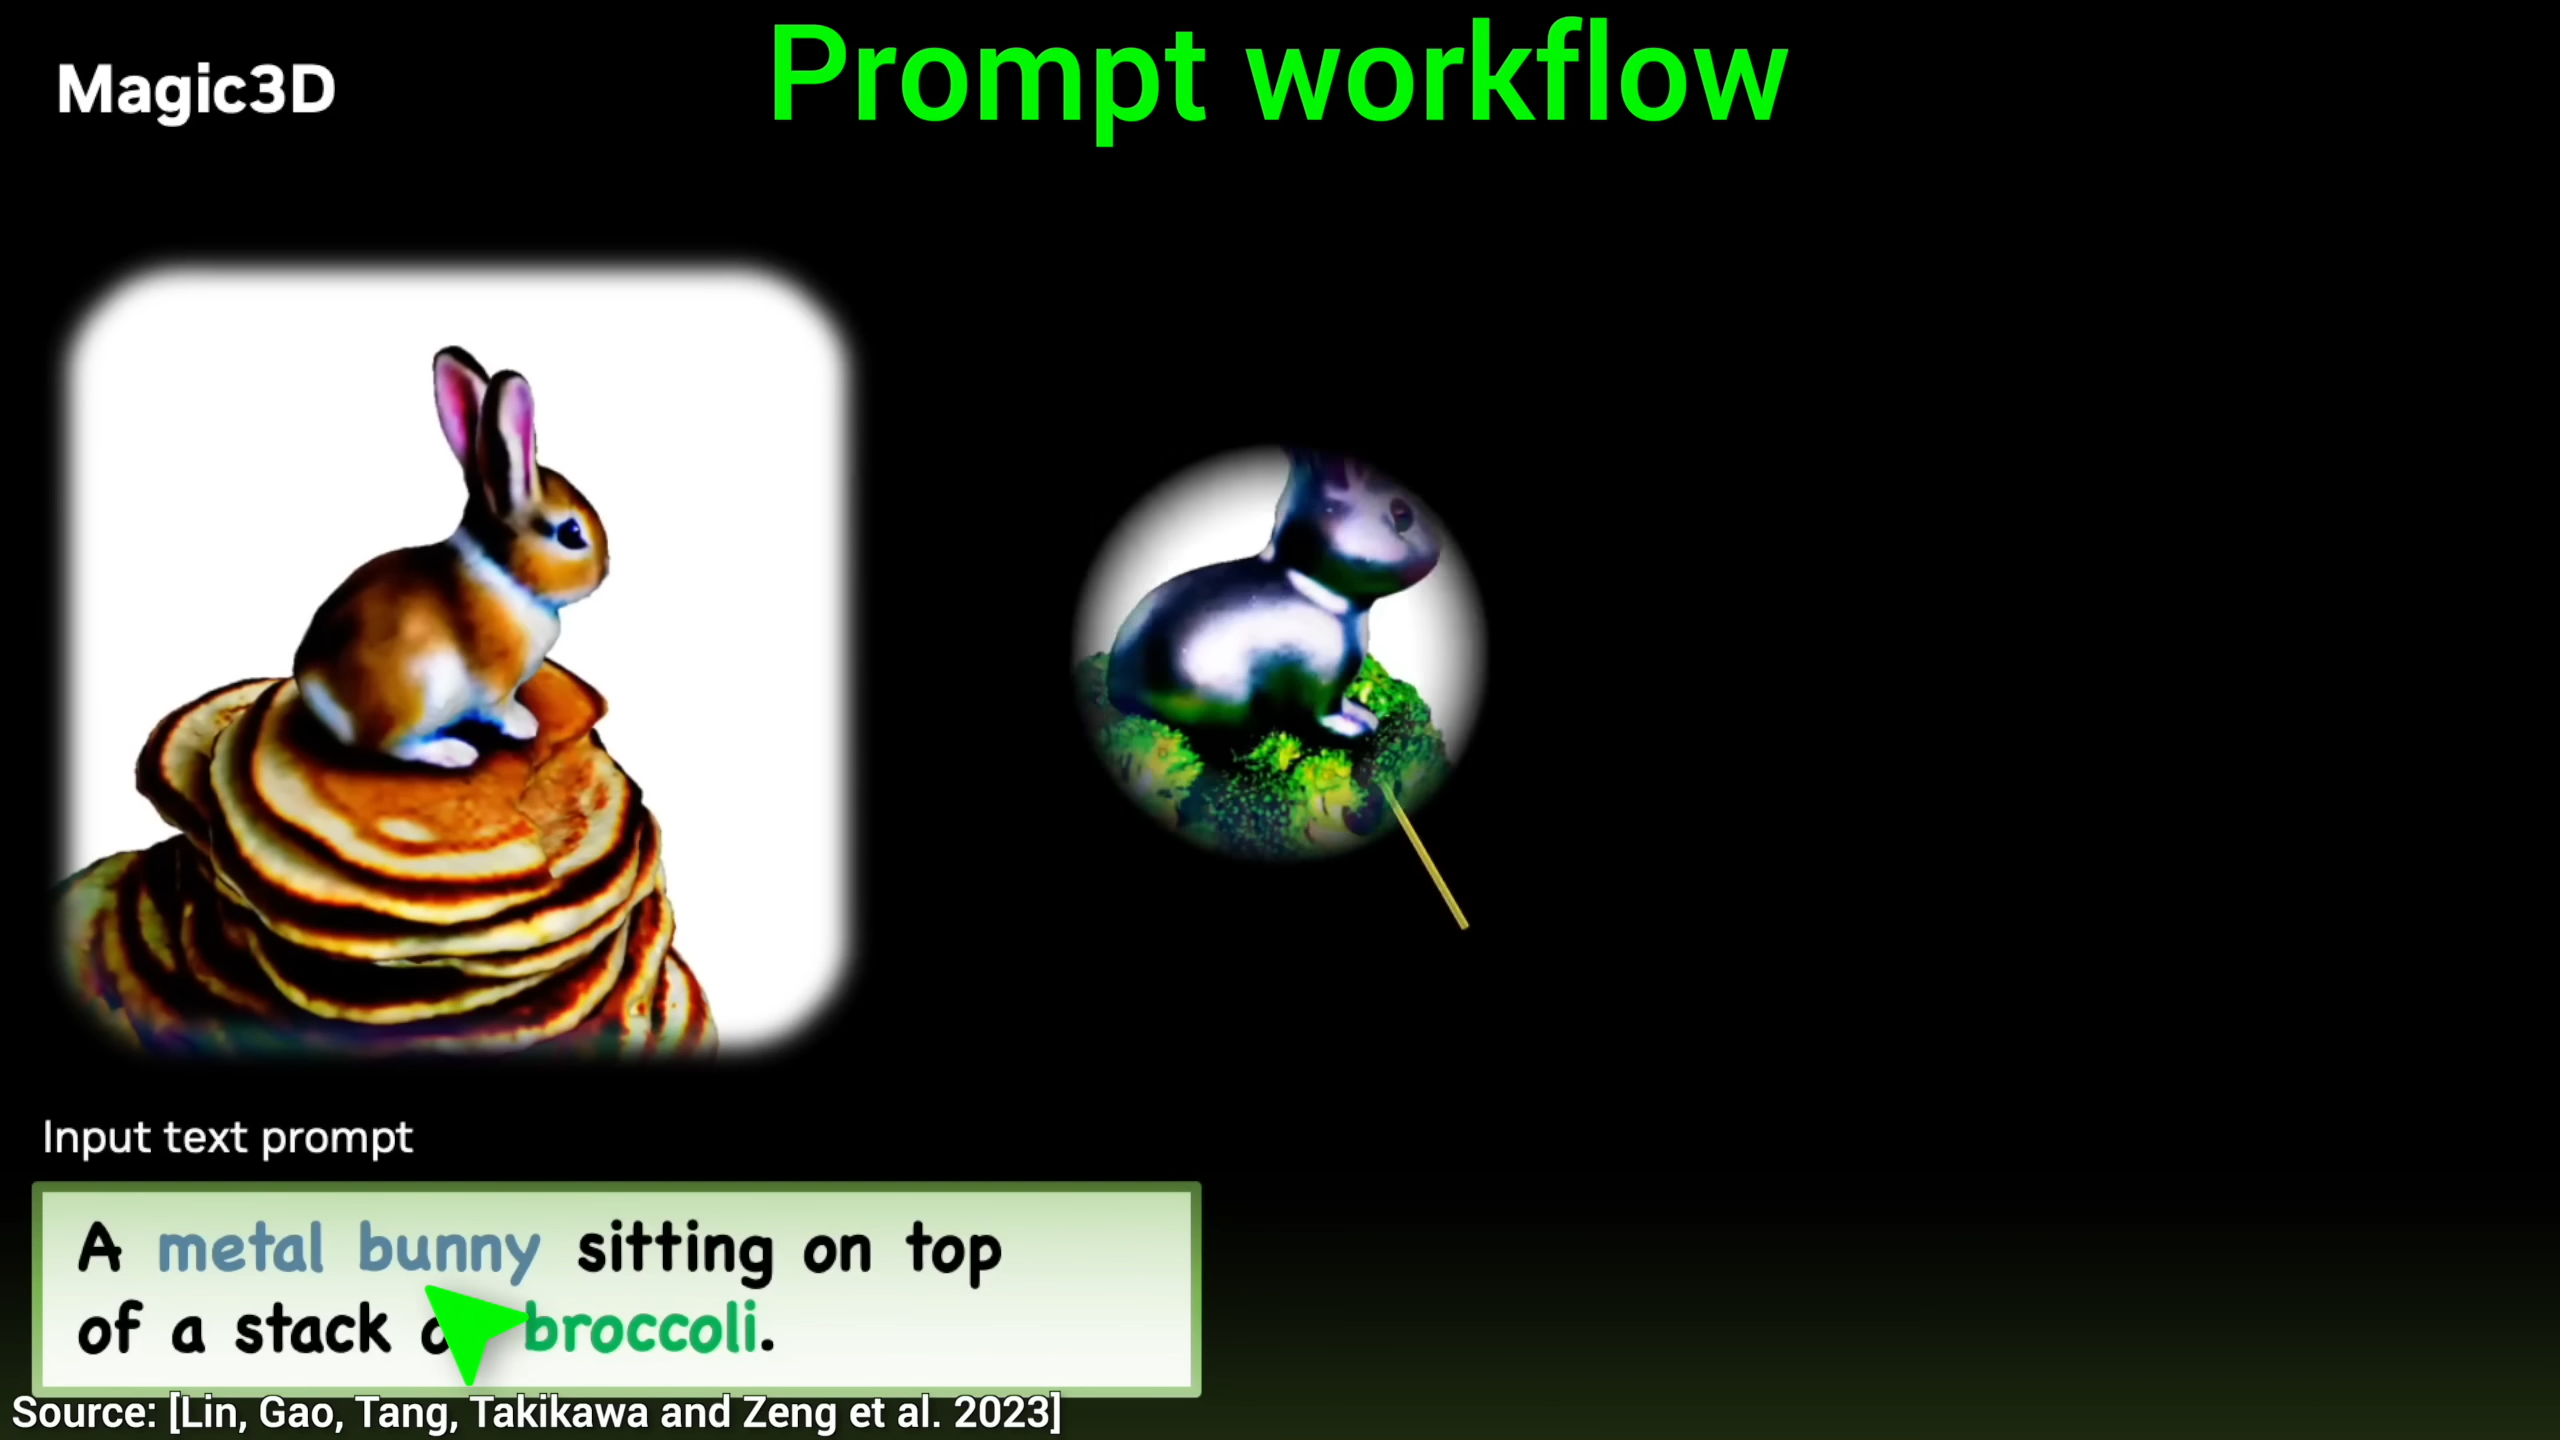 Prompt workflow
Magic3D
Input text prompt
A metal bunny sitting on top
of a stack broccoli.
Source: [Lin, Gao, Tang, Takikawa and Zeng et al. 2023]